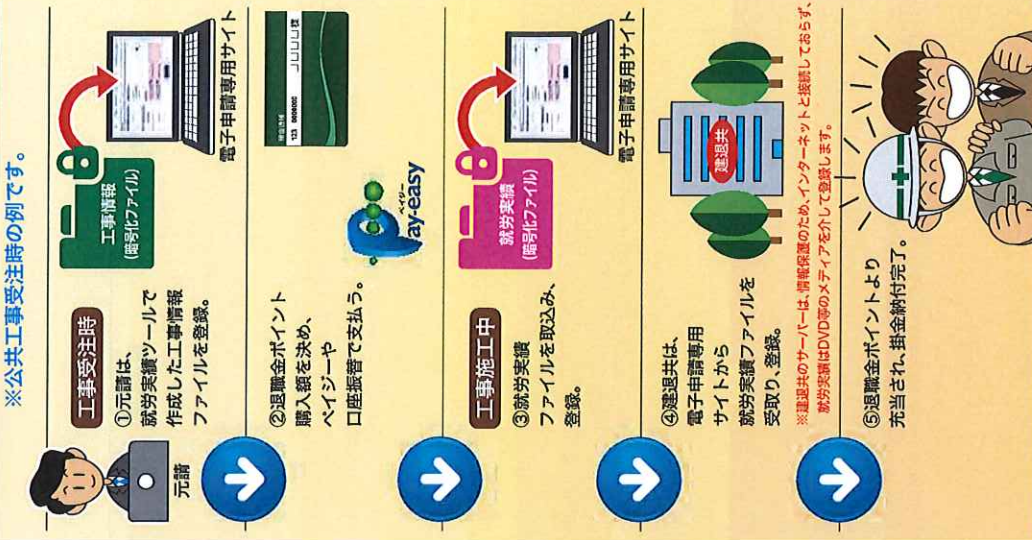 ※公共工事受注時の例です。
工事受注時
元請
①元請は、
就労実績ツールで
作成した工事情報
ファイルを登録。
工事情報
(暗号化ファイル)
電子申請専用サイト
②退職金ポイント
購入額を決め、
ペイジーや
口座振替で支払う。
ペイジー
Pay-easy
工事施工中
③就労実績
ファイルを取込み、
登録。
就労実績
(暗号化ファイル)
電子申請専用サイト
④建退共は、
電子申請専用
サイトから
就労実績ファイルを
受取り、登録。
建退共
※建退共のサーバーは、情報保護のため、インターネットと接続しておらず、
就労実績はDVD等のメディアを介して登録します。
⑤退職金ポイントより
充当され、掛金納付完了。